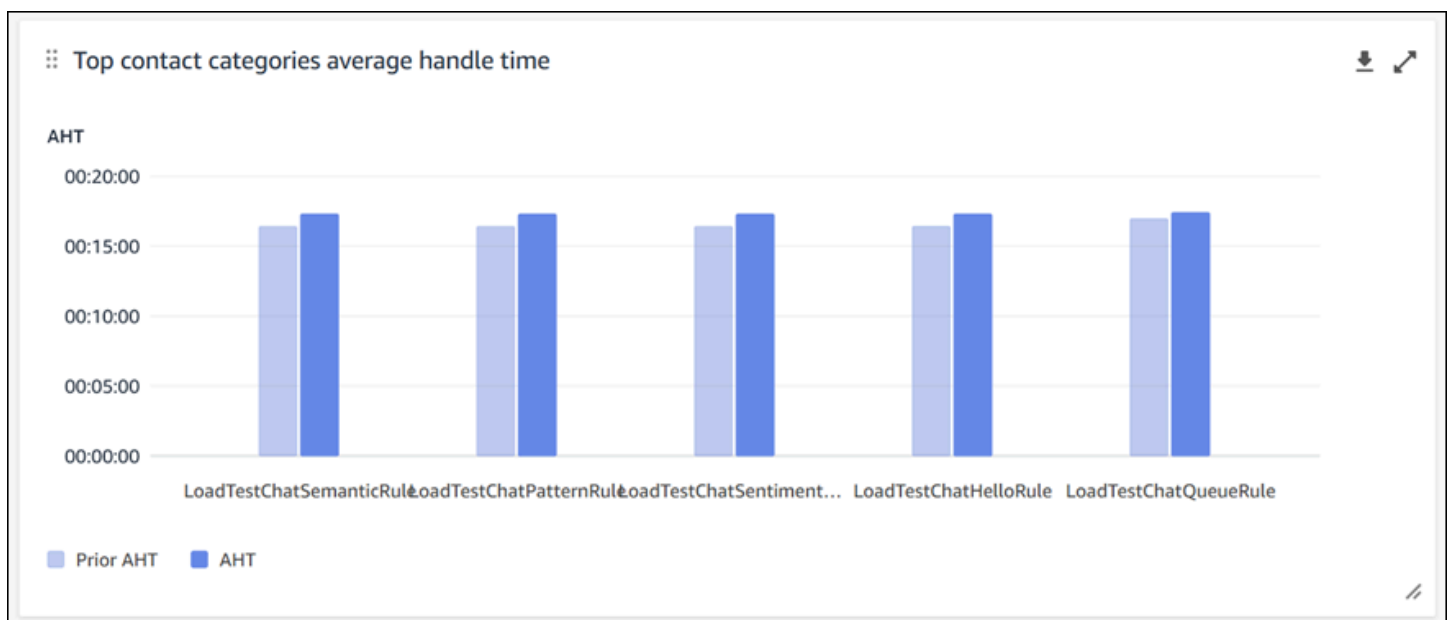 Top contact categories average handle time
AHT
00:20:00
00:15:00
00:10:00
00:05:00
00:00:00
LoadTestChatSemanticRule LoadTestChatPatternRule LoadTestChatSentiment... LoadTestChatHelloRule LoadTestChatQueueRule
Prior AHT AHT